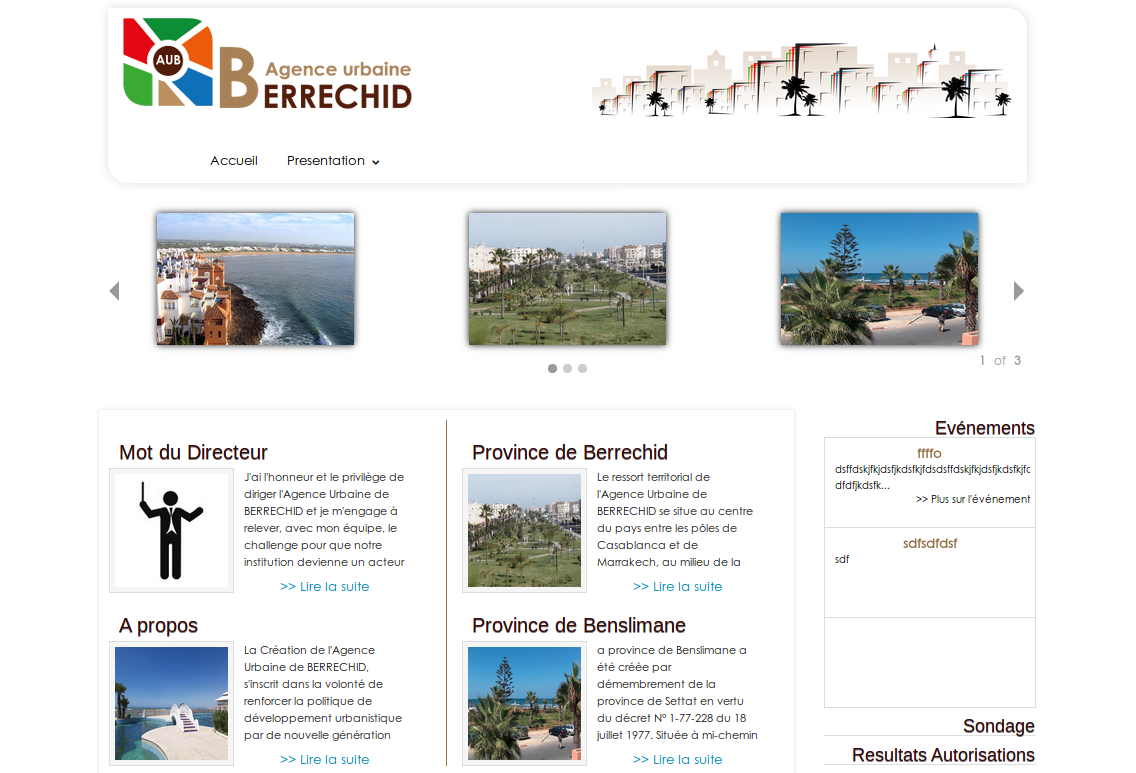 AUB
Agence urbaine
BERRECHID
Accueil
Presentation
1 of 3
Mot du Directeur
J'ai l'honneur et le privilège de
diriger l'Agence Urbaine de
BERRECHID et je m'engage à
relever, avec mon équipe, le
challenge pour que notre
institution devienne un acteur
>> Lire la suite
Province de Berrechid
Le ressort territorial de
l'Agence Urbaine de
BERRECHID se situe au centre
du pays entre les pôles de
Casablanca et de
Marrakech, au milieu de la
>> Lire la suite
A propos
La Création de l'Agence
Urbaine de BERRECHID,
s'inscrit dans la volonté de
renforcer la politique de
développement urbanistique
par de nouvelle génération
>> Lire la suite
Province de Benslimane
a province de Benslimane a
été créée par
démembrement de la
province de Settat en vertu
du décret N° 1-77-228 du 18
juillet 1977. Située à mi-chemin
>> Lire la suite
Evénements
ffffo
dsffdskjfkjdsfjkdsfkjfdsdsffdskjfkjdsfjkdsfkjfc
dfdfjkdsfk...
>> Plus sur l'événement
sdfsdfdsf
sdf
Sondage
Resultats Autorisations